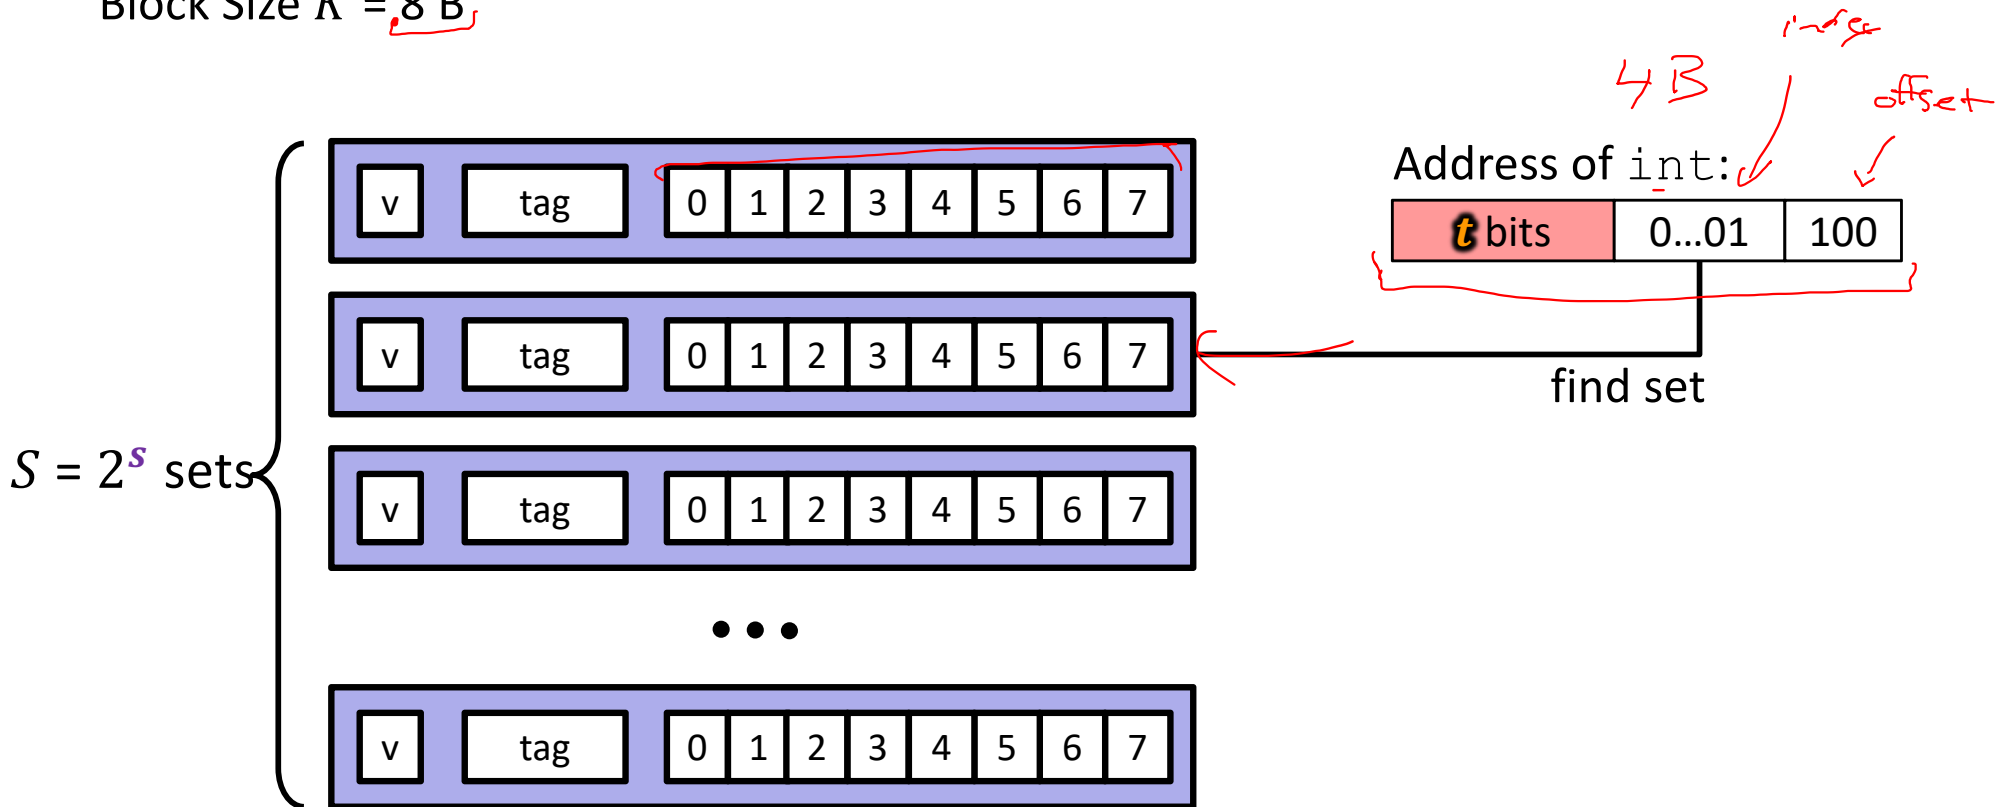 Block Size K = 8 B
index
4 B
offset
Address of int:
t bits 0...01 100
v tag 0 1 2 3 4 5 6 7
v tag 0 1 2 3 4 5 6 7
find set
S = 2^s sets
v tag 0 1 2 3 4 5 6 7
•••
v tag 0 1 2 3 4 5 6 7